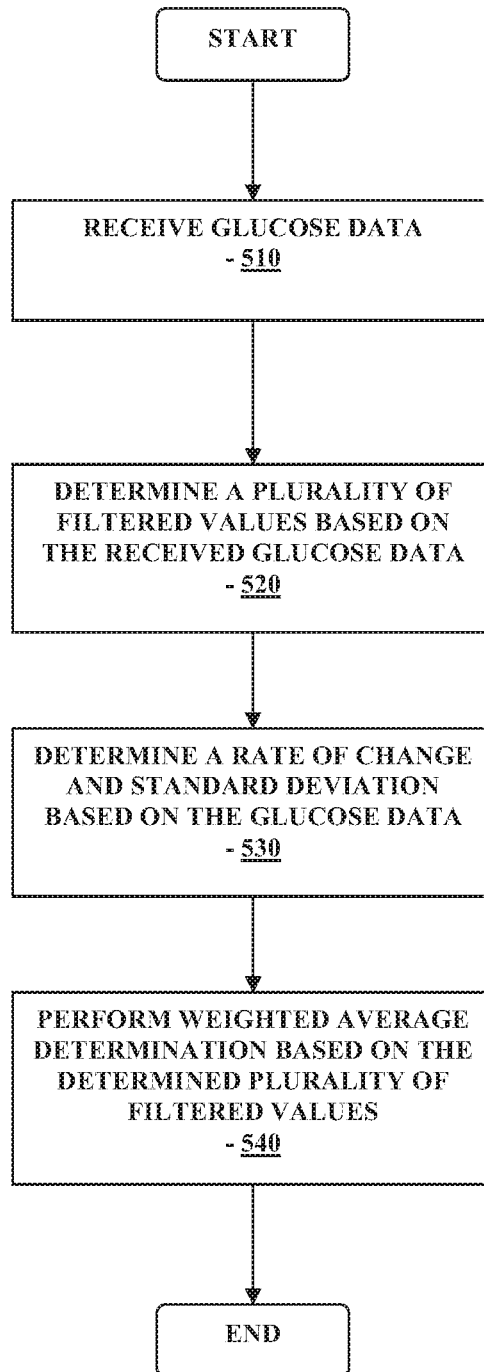 START
RECEIVE GLUCOSE DATA
- 510
DETERMINE A PLURALITY OF
FILTERED VALUES BASED ON
THE RECEIVED GLUCOSE DATA
- 520
DETERMINE A RATE OF CHANGE
AND STANDARD DEVIATION
BASED ON THE GLUCOSE DATA
- 530
PERFORM WEIGHTED AVERAGE
DETERMINATION BASED ON THE
DETERMINED PLURALITY OF
FILTERED VALUES
- 540
END